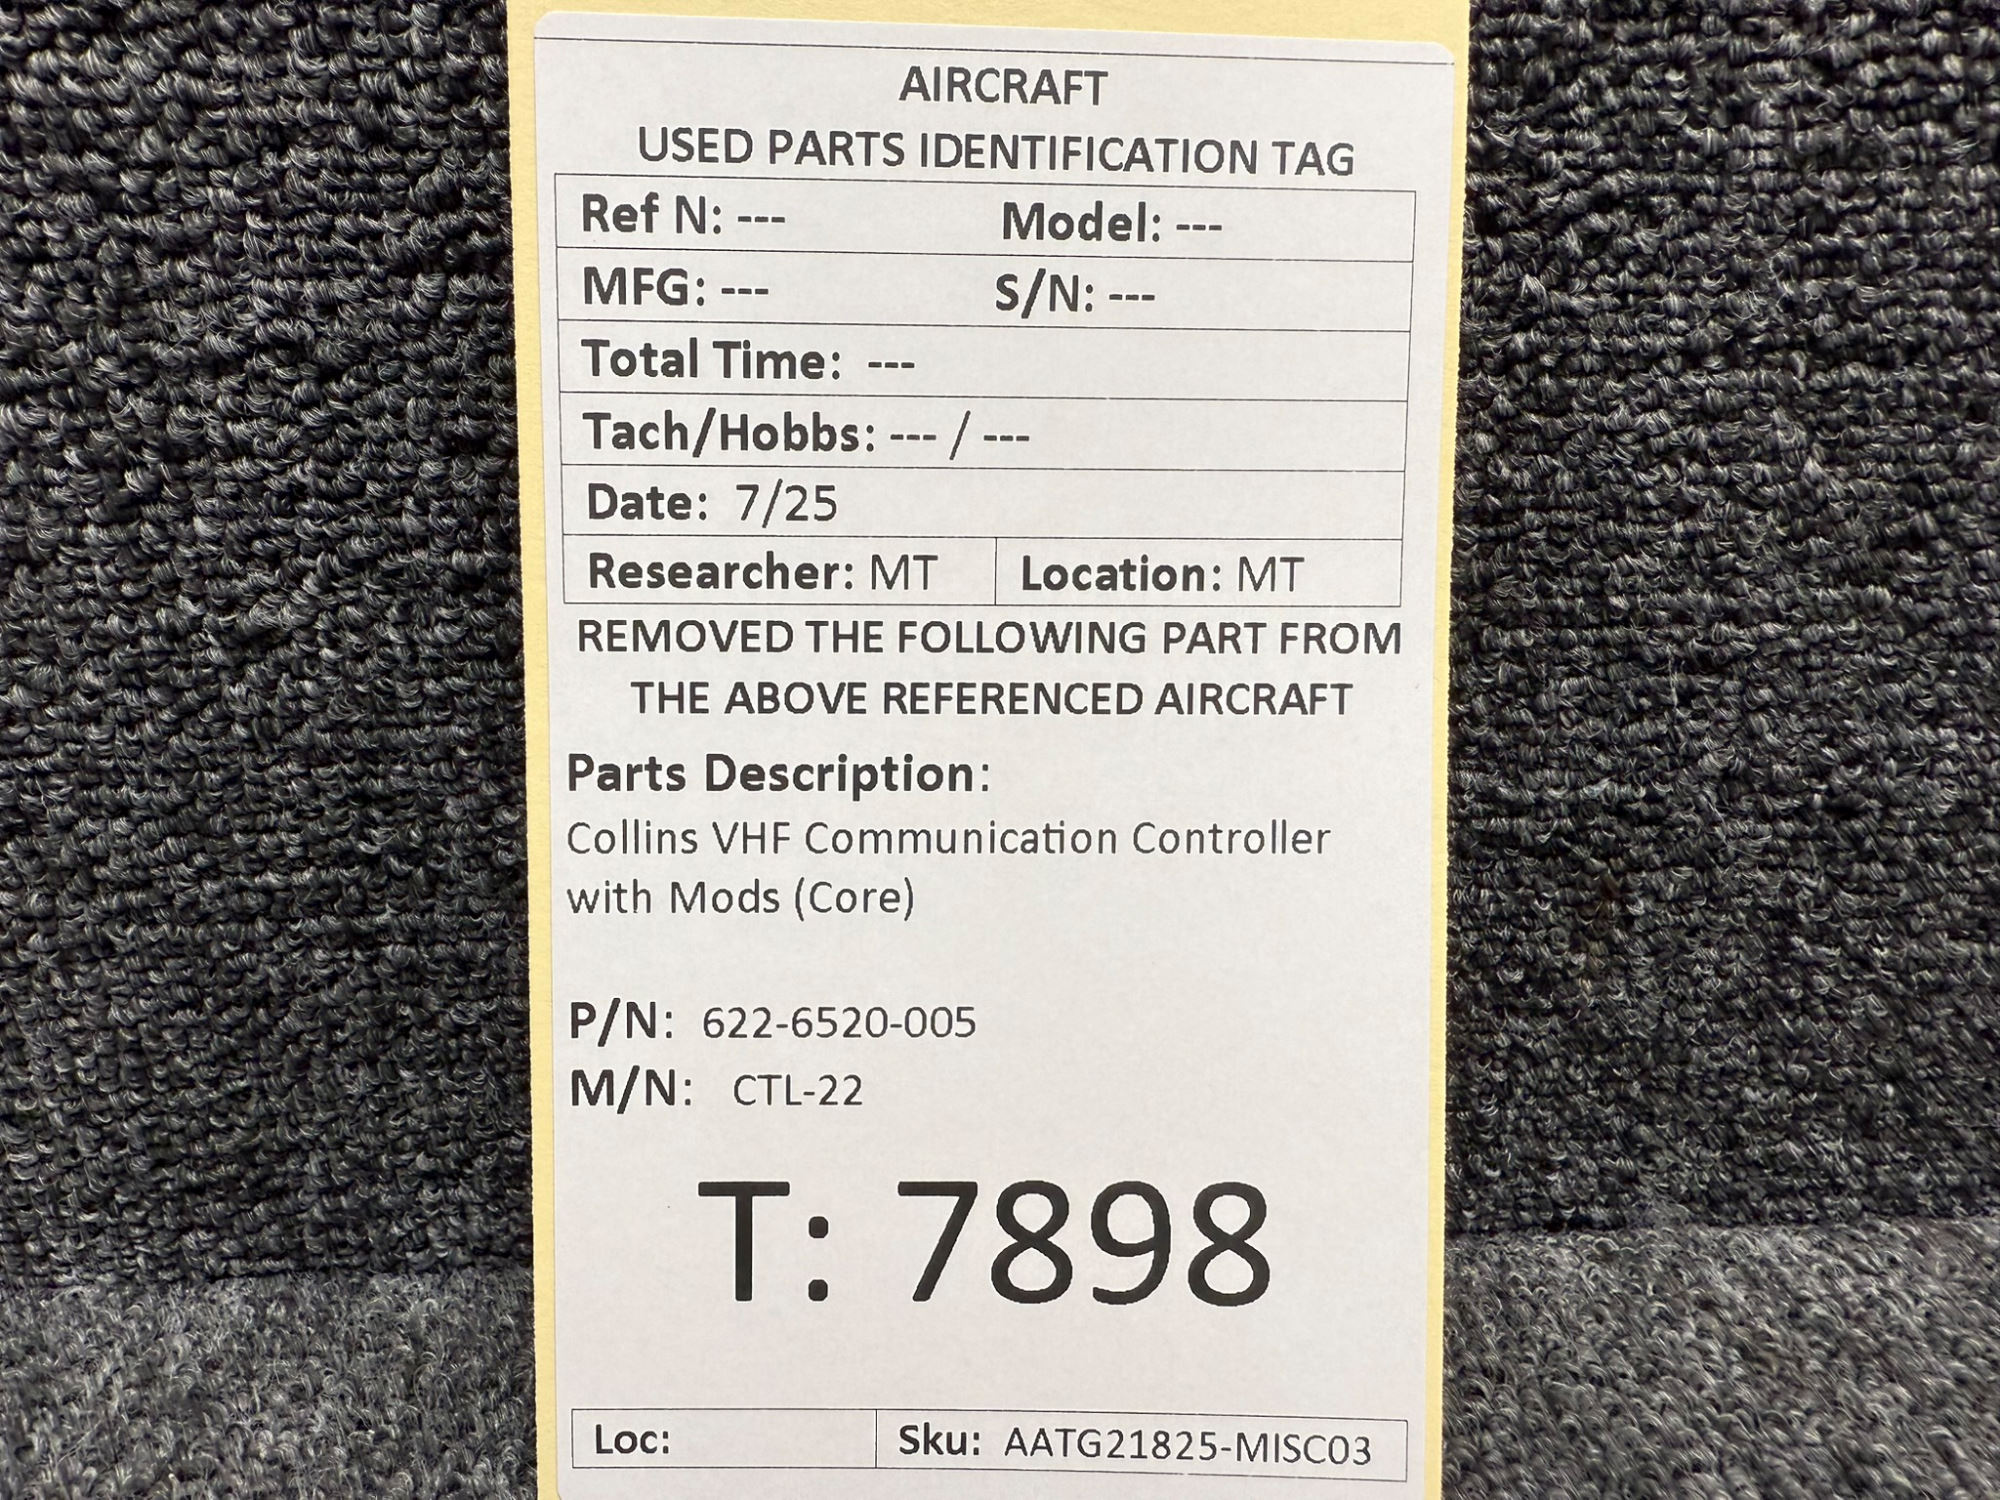 AIRCRAFT
USED PARTS IDENTIFICATION TAG
Ref N: --- Model: ---
MFG: --- S/N: ---
Total Time: ---
Tach/Hobbs: --- / ---
Date: 7/25
Researcher: MT Location: MT
REMOVED THE FOLLOWING PART FROM
THE ABOVE REFERENCED AIRCRAFT
Parts Description:
Collins VHF Communication Controller
with Mods (Core)
P/N: 622-6520-005
M/N: CTL-22
T: 7898
Loc: Sku: AATG21825-MISC03